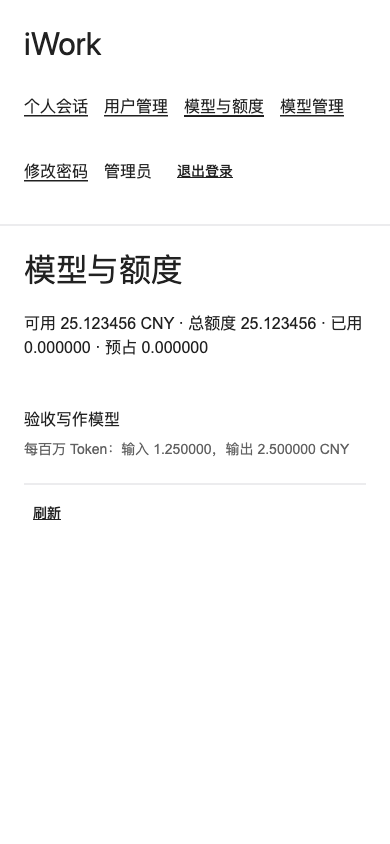 iWork
个人会话 用户管理 模型与额度 模型管理
修改密码 管理员 退出登录
模型与额度
可用 25.123456 CNY · 总额度 25.123456 · 已用
0.000000 · 预占 0.000000
验收写作模型
每百万 Token：输入 1.250000，输出 2.500000 CNY
刷新